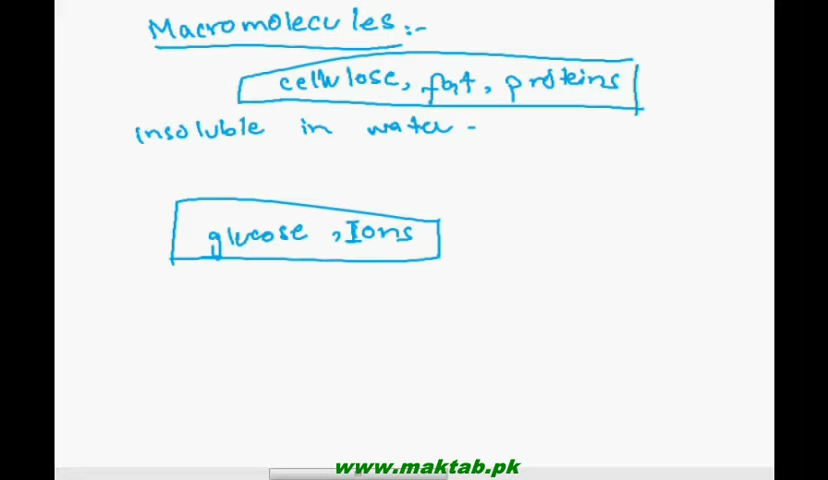 Macromolecules:-
cellulose, fat, proteins
insoluble in water -
glucose, Ions
www.maktab.pk